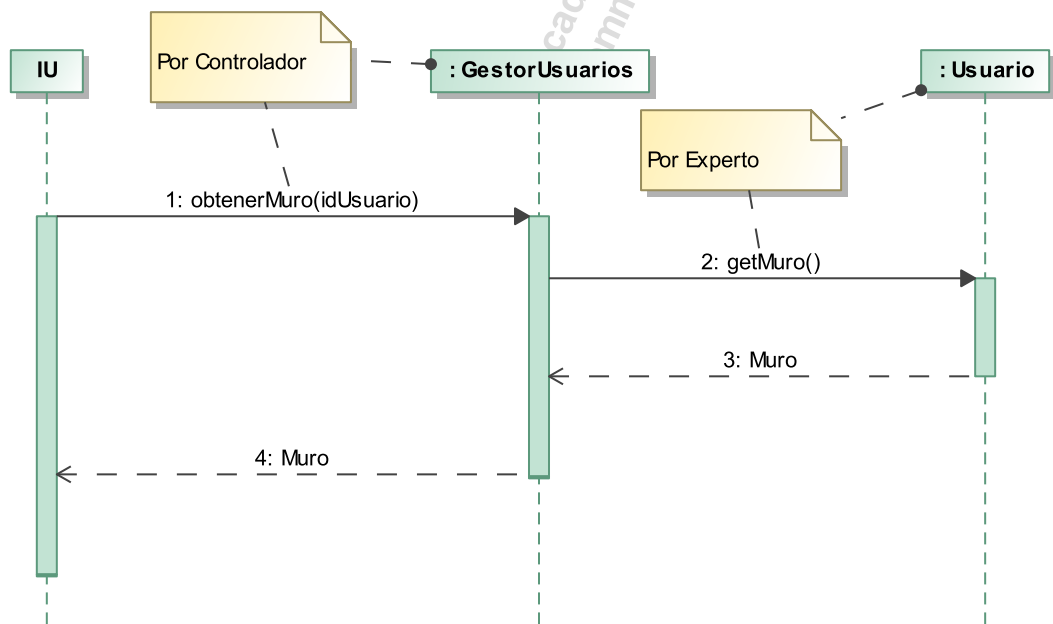 IU
Por Controlador
: GestorUsuarios
: Usuario
Por Experto
1: obtenerMuro(idUsuario)
2: getMuro()
3: Muro
4: Muro